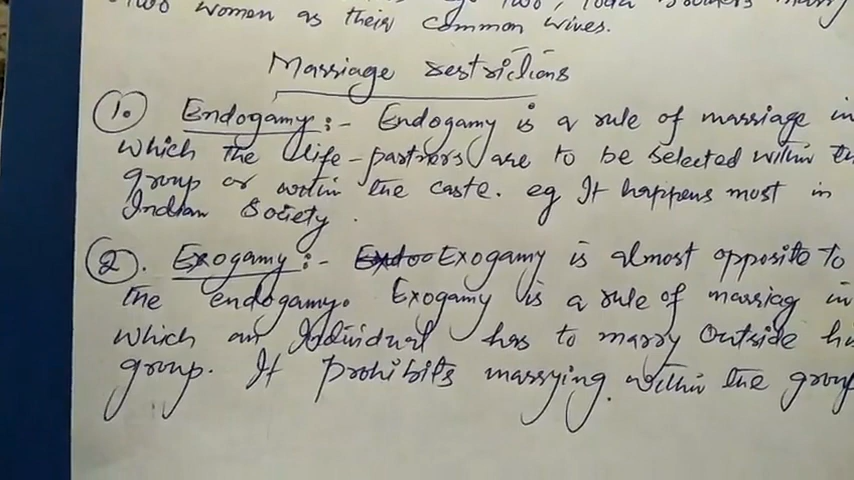 two women as their common wives.
Marriage restrictions
1. Endogamy :- Endogamy is a rule of marriage in
which the life-partners are to be selected within th
group or within the caste. eg It happens most in
Indian Society.
2. Exogamy :- Exogamy is almost opposite to
the endogamy. Exogamy is a rule of marriag in
which an Individual has to marry outside hi
group. It prohibits marrying within the group